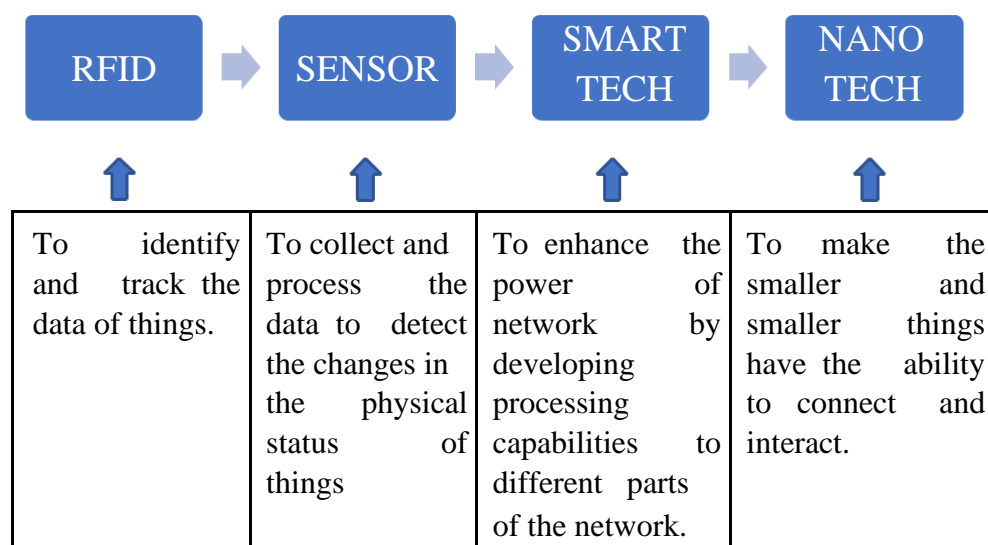 RFID
SENSOR
SMART
TECH
NANO
TECH
To identify
and track the
data of things.
To collect and
process the
data to detect
the changes in
the physical
status of
things
To enhance the
power of
network by
developing
processing
capabilities to
different parts
of the network.
To make the
smaller and
smaller things
have the ability
to connect and
interact.